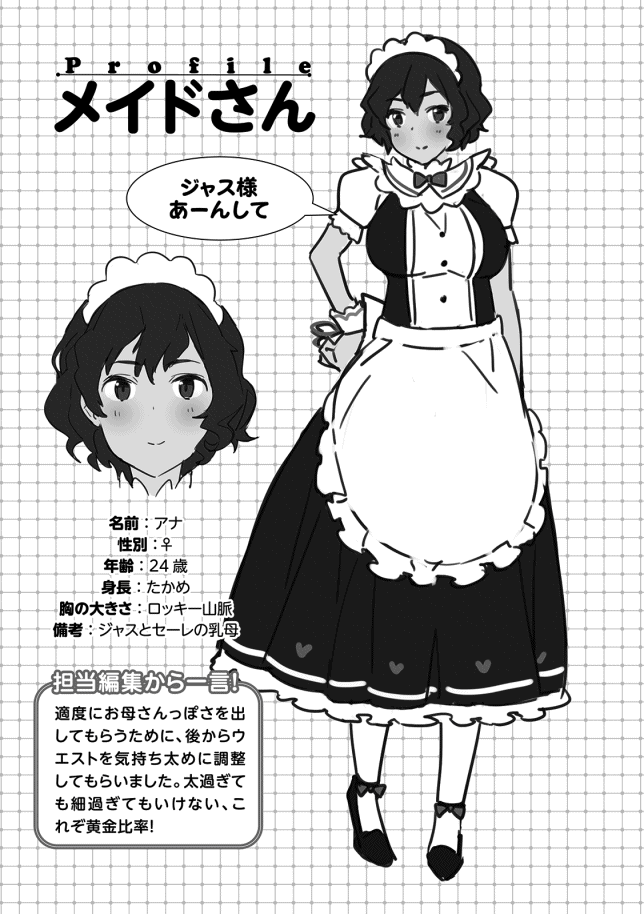 Profile
メイドさん
ジャス様
あーんして
名前：アナ
性別：♀
年齢：24歳
身長：たかめ
胸の大きさ：ロッキー山脈
備考：ジャスとセーレの乳母
担当編集から一言!
適度にお母さんっぽさを出
してもらうために、後からウ
エストを気持ち太めに調整
してもらいました。太過ぎて
も細過ぎてもいけない、こ
れぞ黄金比率!